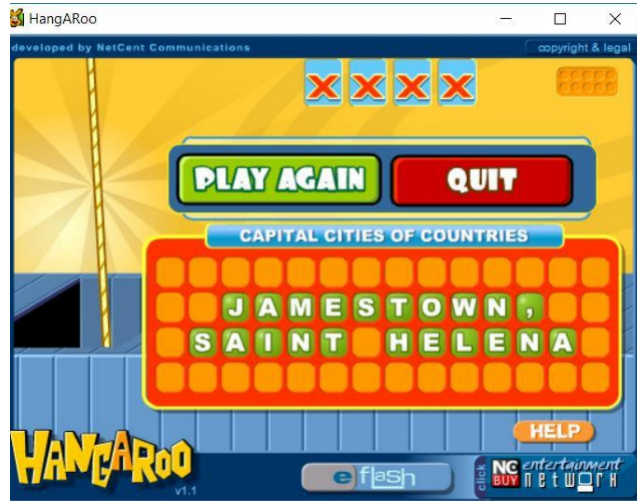 HangARoo
developed by NetCent Communications
copyright & legal
X X X X
PLAY AGAIN
QUIT
CAPITAL CITIES OF COUNTRIES
JAMESTOWN,
SAINT HELENA
HELP
HANGAROO
v1.1
e flash
click
NC BUY
entertainment
network